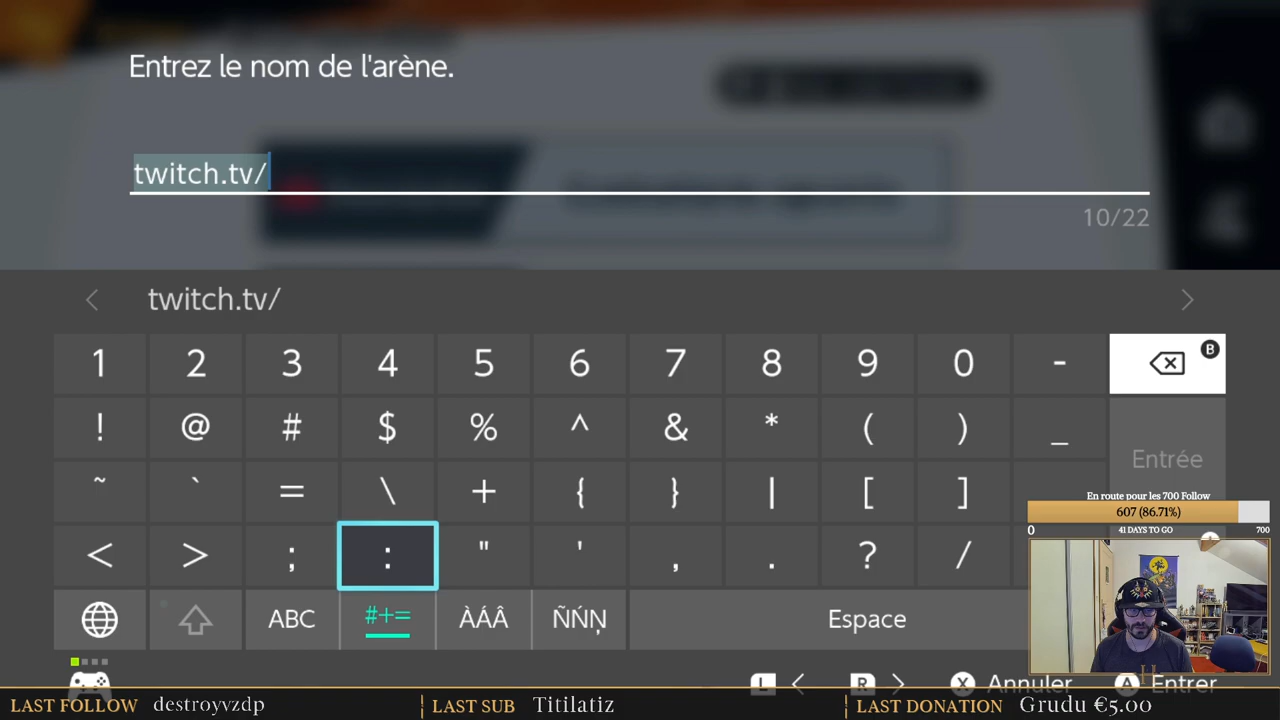 Entrez le nom de l'arène.
twitch.tv/
10/22
twitch.tv/
1 2 3 4 5 6 7 8 9 0 - B
! @ # $ % ^ & * ( ) _
Entrée
~ ` = \ + { } | [ ]
En route pour les 700 Follow
607 (86.71%)
0 41 DAYS TO GO 700
< > ; : " ' , . ? /
ABC #+= ÀÁÂ ÑŃŅ Espace
L < R > X Annuler A Entrer
LAST FOLLOW destroyvzdp LAST SUB Titilatiz LAST DONATION Grudu €5.00